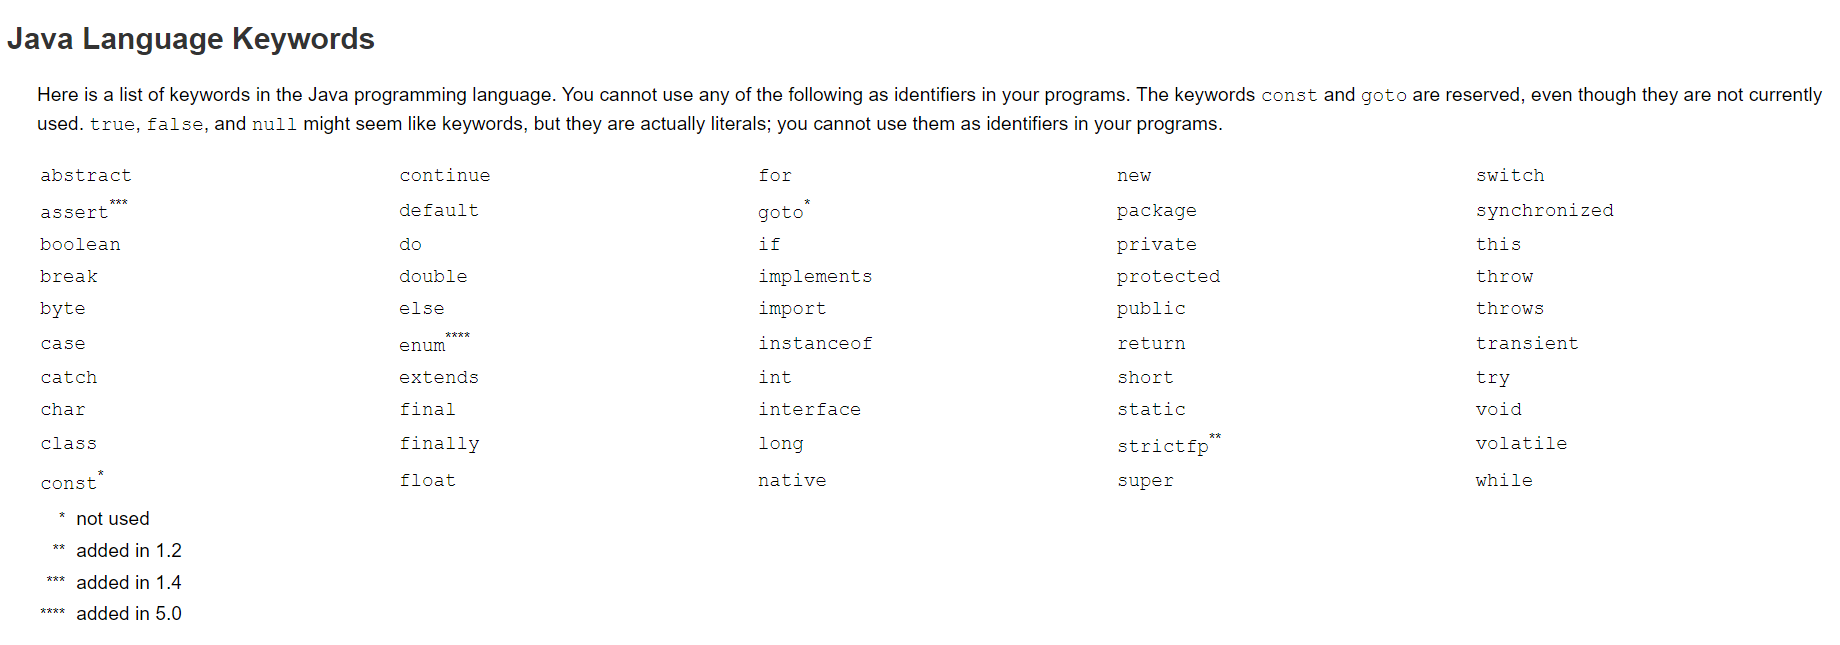 Java Language Keywords
Here is a list of keywords in the Java programming language. You cannot use any of the following as identifiers in your programs. The keywords const and goto are reserved, even though they are not currently
used. true, false, and null might seem like keywords, but they are actually literals; you cannot use them as identifiers in your programs.
abstract continue for new switch
assert*** default goto* package synchronized
boolean do if private this
break double implements protected throw
byte else import public throws
case enum**** instanceof return transient
catch extends int short try
char final interface static void
class finally long strictfp** volatile
const* float native super while
* not used
** added in 1.2
*** added in 1.4
**** added in 5.0